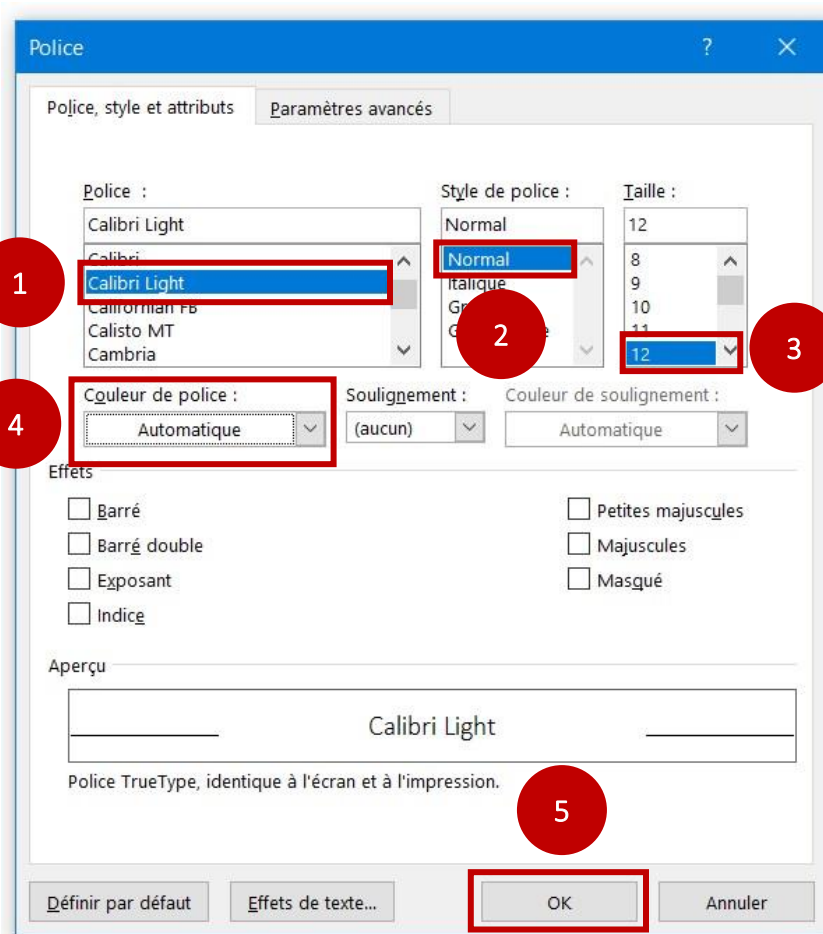 Police ?
Police, style et attributs Paramètres avancés
Police : Style de police : Taille :
Calibri Light Normal 12
Calibri Normal 8
1 Calibri Light Italique 9
Californian FB 10
Calisto MT 2 11 3
Cambria 12
4 Couleur de police : Soulignement : Couleur de soulignement :
Automatique (aucun) Automatique
Effets
Barré Petites majuscules
Barré double Majuscules
Exposant Masqué
Indice
Aperçu
Calibri Light
Police TrueType, identique à l'écran et à l'impression.
5
Définir par défaut Effets de texte... OK Annuler